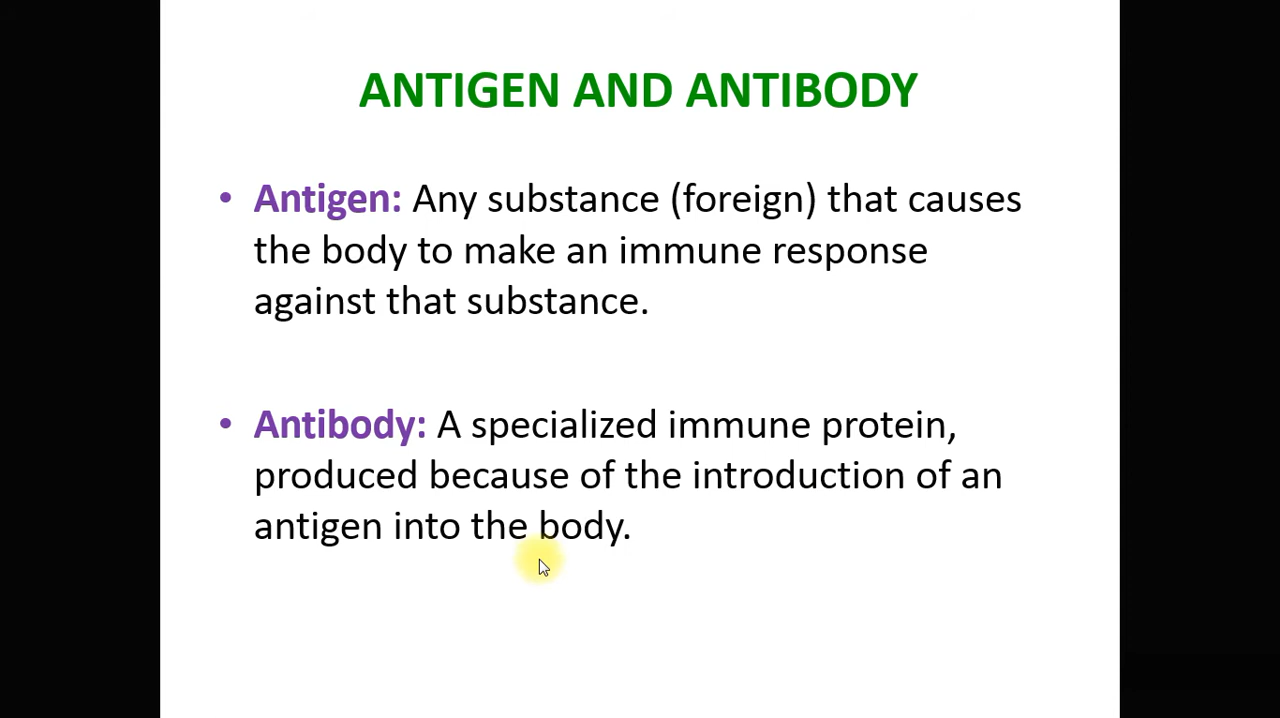 ANTIGEN AND ANTIBODY
• Antigen: Any substance (foreign) that causes
the body to make an immune response
against that substance.
• Antibody: A specialized immune protein,
produced because of the introduction of an
antigen into the body.